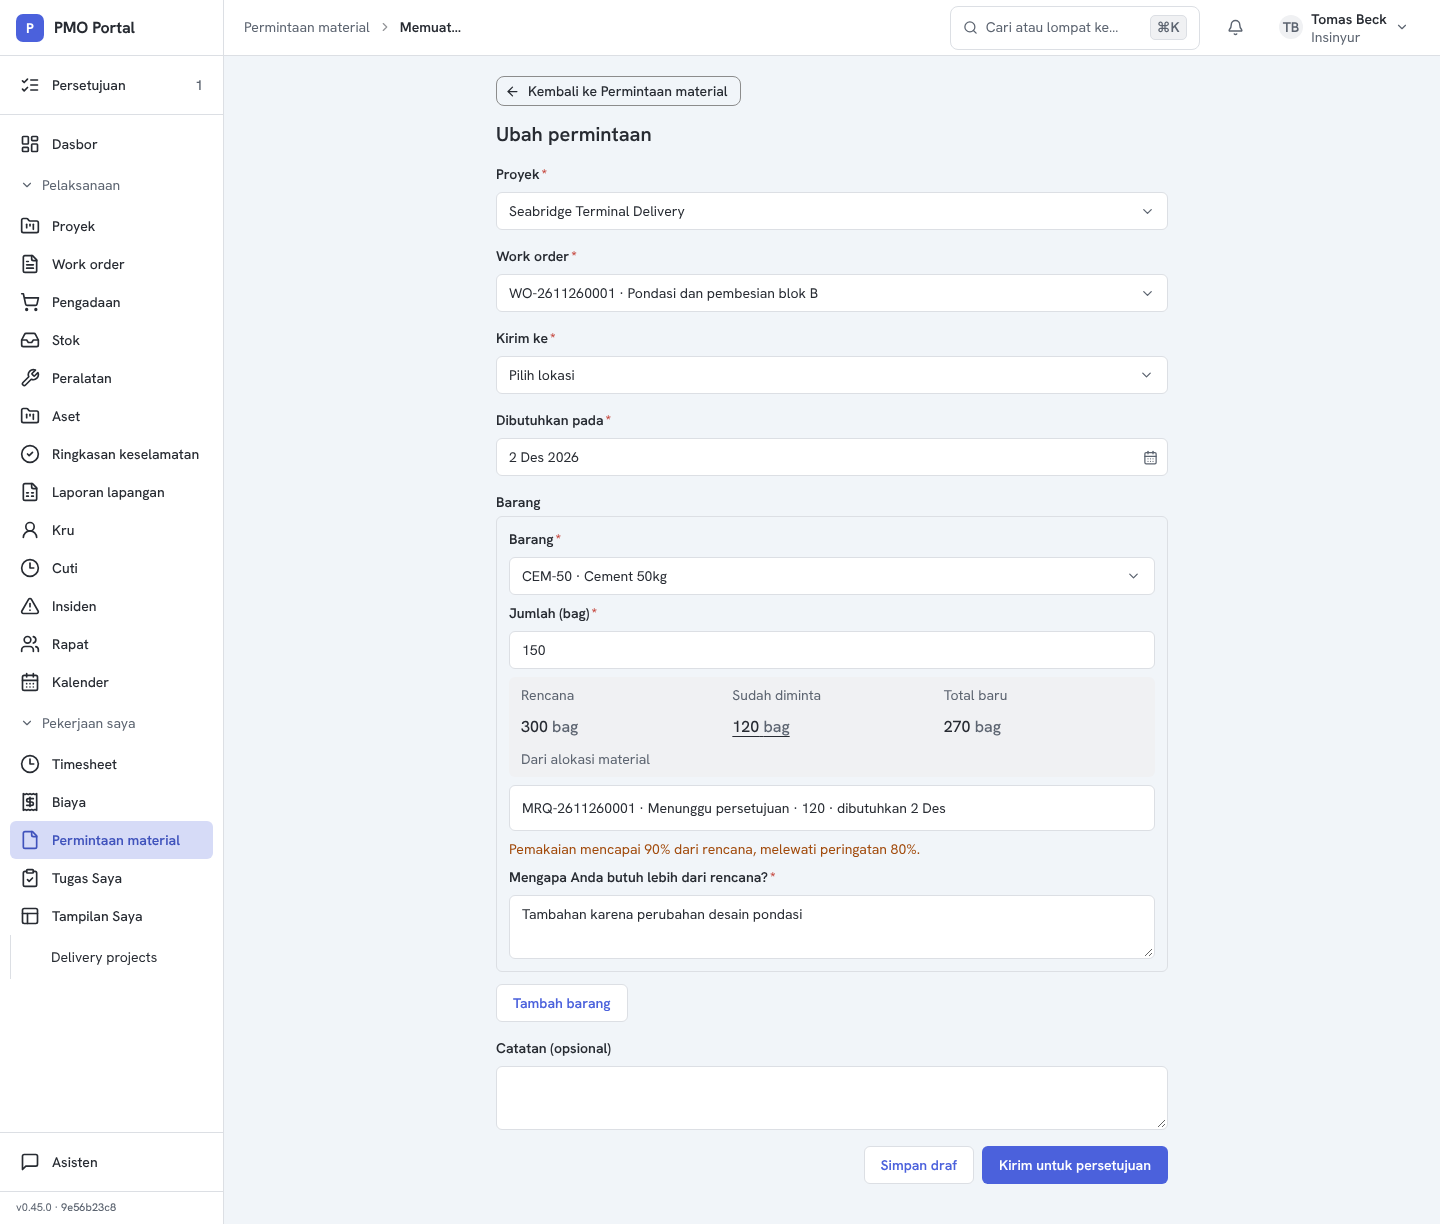 P PMO Portal
Permintaan material > Memuat...
Cari atau lompat ke... ⌘K
TB Tomas Beck
Insinyur
Persetujuan 1
Dasbor
Pelaksanaan
Proyek
Work order
Pengadaan
Stok
Peralatan
Aset
Ringkasan keselamatan
Laporan lapangan
Kru
Cuti
Insiden
Rapat
Kalender
Pekerjaan saya
Timesheet
Biaya
Permintaan material
Tugas Saya
Tampilan Saya
Delivery projects
Asisten
v0.45.0 · 9e56b23c8
Kembali ke Permintaan material
Ubah permintaan
Proyek*
Seabridge Terminal Delivery
Work order*
WO-2611260001 · Pondasi dan pembesian blok B
Kirim ke*
Pilih lokasi
Dibutuhkan pada*
2 Des 2026
Barang
Barang*
CEM-50 · Cement 50kg
Jumlah (bag)*
150
Rencana Sudah diminta Total baru
300 bag 120 bag 270 bag
Dari alokasi material
MRQ-2611260001 · Menunggu persetujuan · 120 · dibutuhkan 2 Des
Pemakaian mencapai 90% dari rencana, melewati peringatan 80%.
Mengapa Anda butuh lebih dari rencana?*
Tambahan karena perubahan desain pondasi
Tambah barang
Catatan (opsional)
Simpan draf Kirim untuk persetujuan